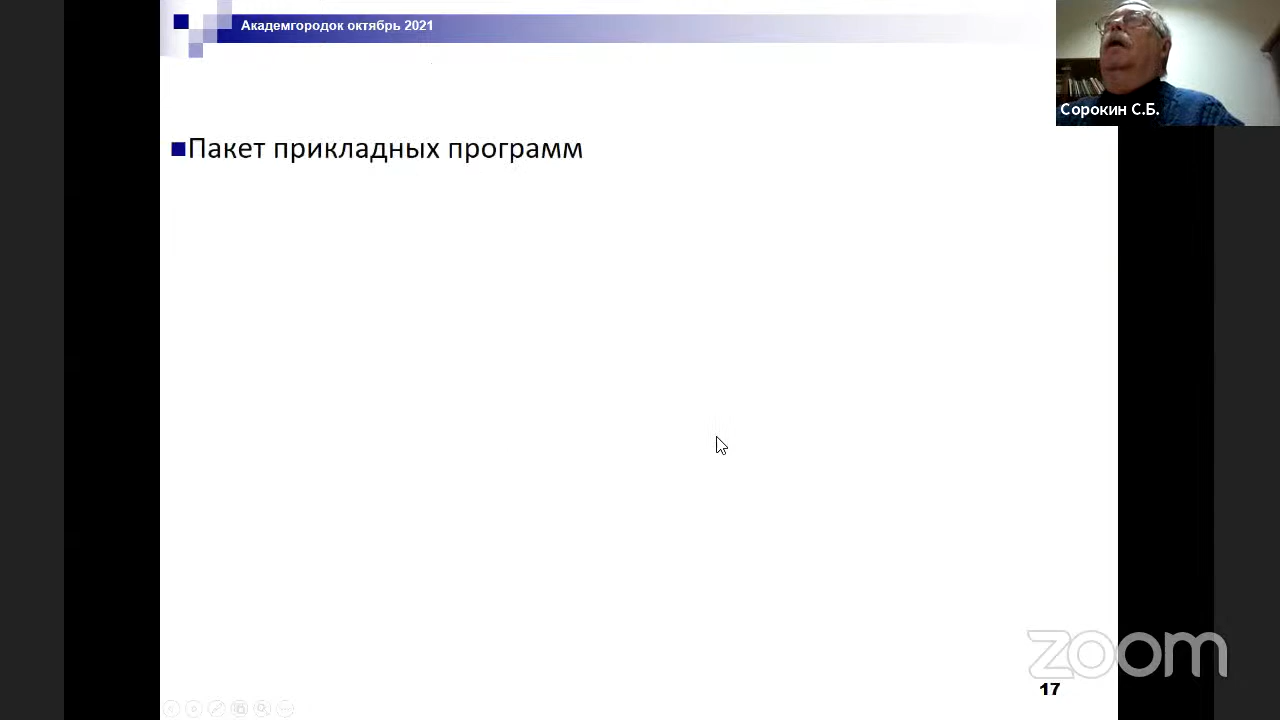 Академгородок октябрь 2021
Сорокин С.Б.
Пакет прикладных программ
zoom
17